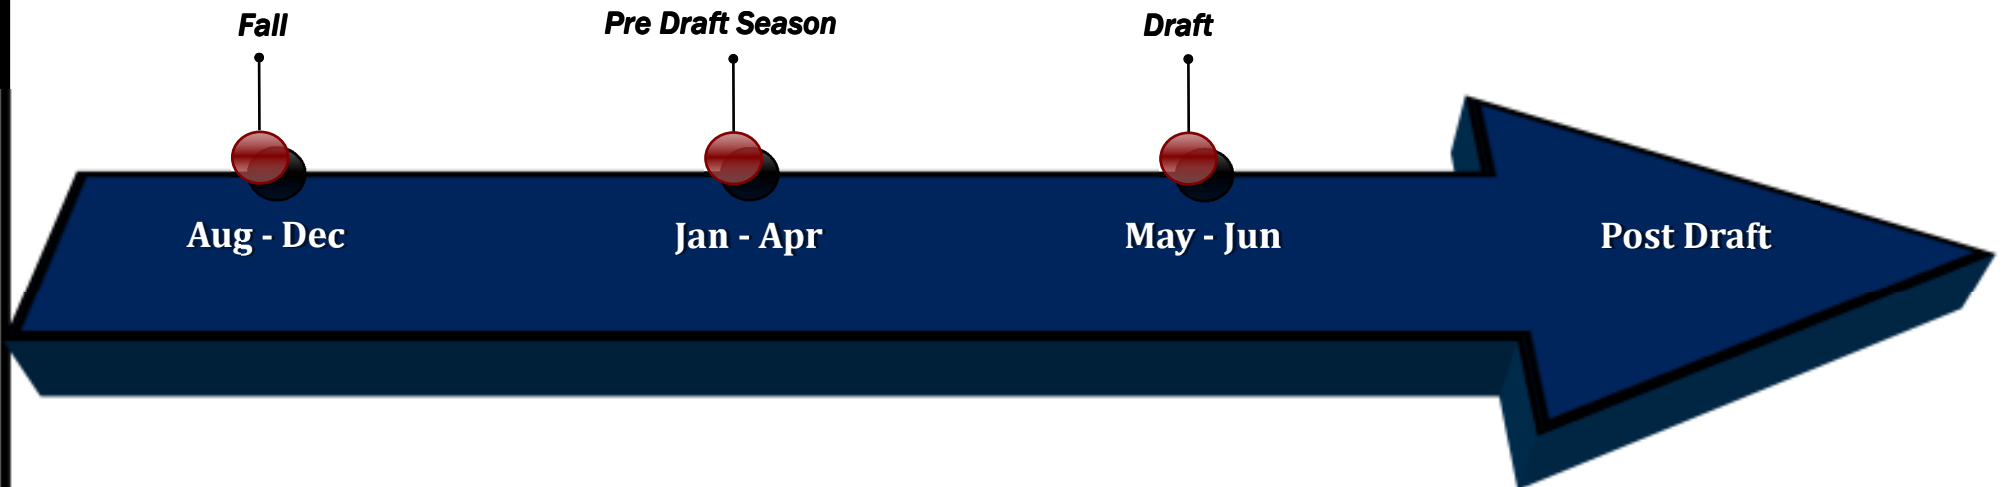 Fall
Pre Draft Season
Draft
Aug - Dec
Jan - Apr
May - Jun
Post Draft